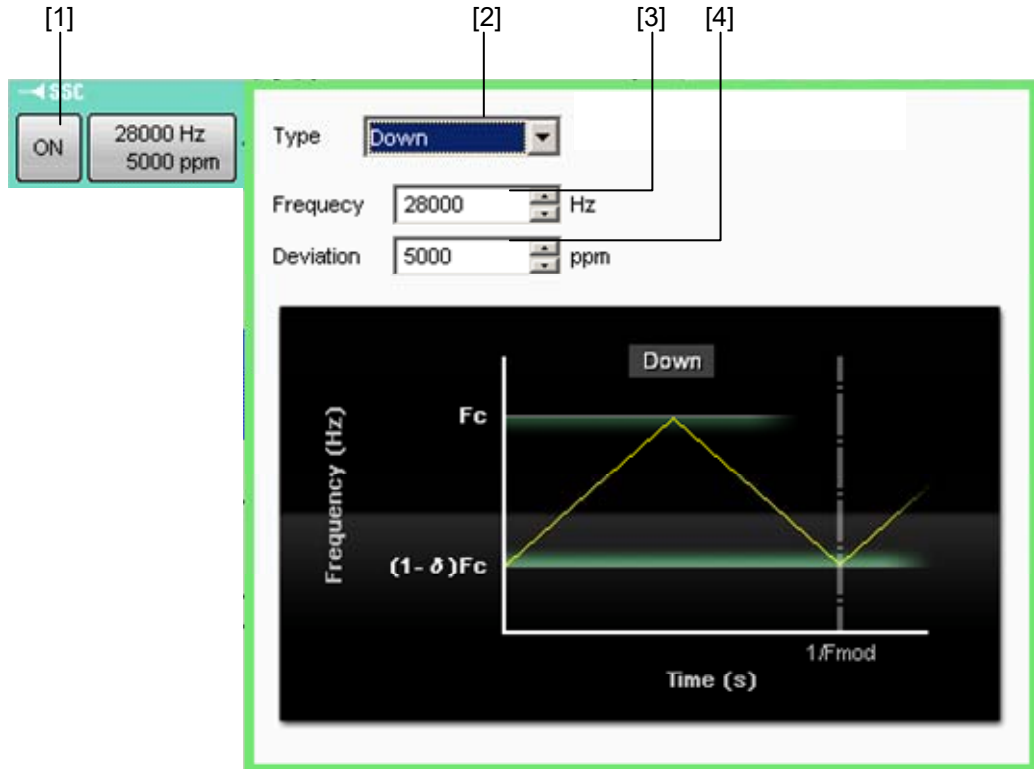 [1] [2] [3] [4]
SSC
ON
28000 Hz
5000 ppm
Type Down
Frequecy 28000 Hz
Deviation 5000 ppm
Down
Fc
Frequency (Hz)
(1-δ)Fc
1/Fmod
Time (s)